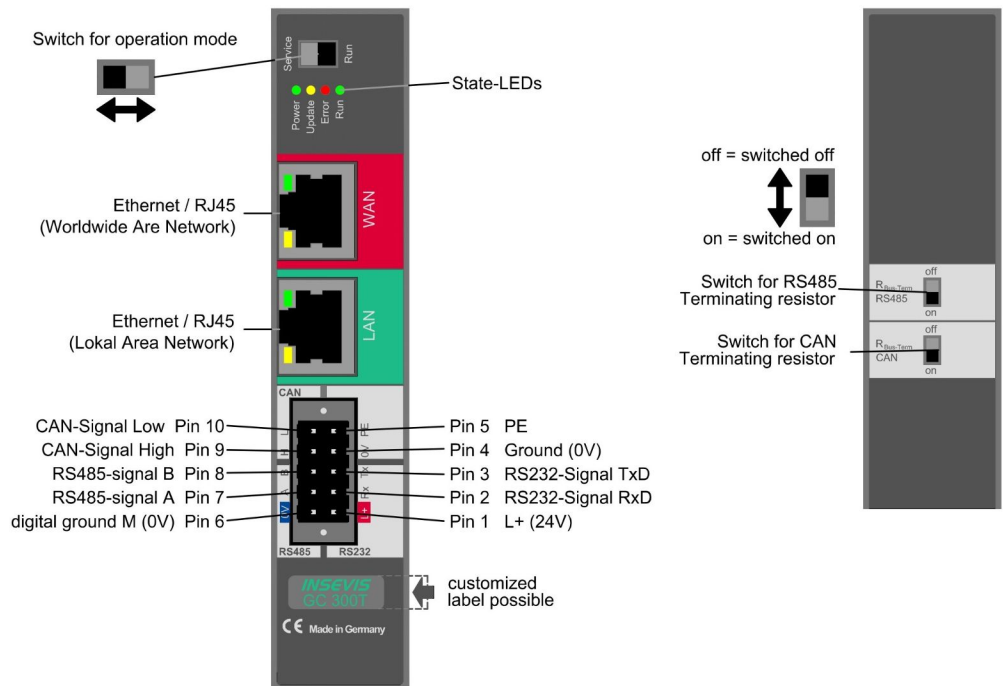 Switch for operation mode
Service
Run
Power
Update
Error
Run
State-LEDs
Ethernet / RJ45
(Worldwide Are Network)
WAN
Ethernet / RJ45
(Lokal Area Network)
LAN
CAN
CAN-Signal Low Pin 10
L
PE
Pin 5 PE
CAN-Signal High Pin 9
H
0V
Pin 4 Ground (0V)
RS485-signal B Pin 8
B
Tx
Pin 3 RS232-Signal TxD
RS485-signal A Pin 7
A
Rx
Pin 2 RS232-Signal RxD
digital ground M (0V) Pin 6
0V
L+
Pin 1 L+ (24V)
RS485
RS232
INSEVIS
GC 300T
customized
label possible
CE Made in Germany
off = switched off
on = switched on
Switch for RS485
Terminating resistor
off
RBus-Term
RS485
on
Switch for CAN
Terminating resistor
off
RBus-Term
CAN
on